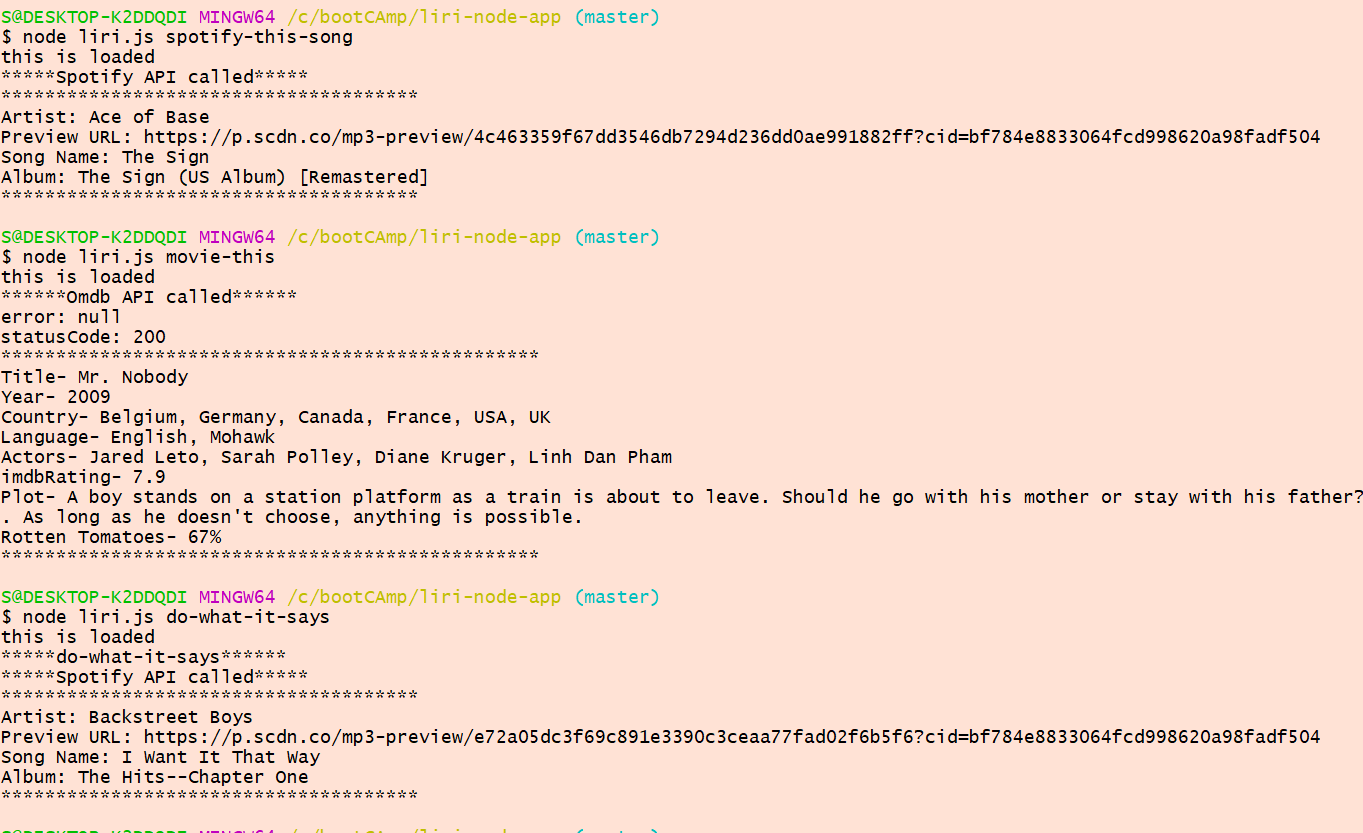 S@DESKTOP-K2DDQDI MINGW64 /c/bootCAmp/liri-node-app (master)
$ node liri.js spotify-this-song
this is loaded
*****Spotify API called*****
**************************************
Artist: Ace of Base
Preview URL: https://p.scdn.co/mp3-preview/4c463359f67dd3546db7294d236dd0ae991882ff?cid=bf784e8833064fcd998620a98fadf504
Song Name: The Sign
Album: The Sign (US Album) [Remastered]
**************************************
S@DESKTOP-K2DDQDI MINGW64 /c/bootCAmp/liri-node-app (master)
$ node liri.js movie-this
this is loaded
******Omdb API called******
error: null
statusCode: 200
*************************************************
Title- Mr. Nobody
Year- 2009
Country- Belgium, Germany, Canada, France, USA, UK
Language- English, Mohawk
Actors- Jared Leto, Sarah Polley, Diane Kruger, Linh Dan Pham
imdbRating- 7.9
Plot- A boy stands on a station platform as a train is about to leave. Should he go with his mother or stay with his father?
. As long as he doesn't choose, anything is possible.
Rotten Tomatoes- 67%
*************************************************
S@DESKTOP-K2DDQDI MINGW64 /c/bootCAmp/liri-node-app (master)
$ node liri.js do-what-it-says
this is loaded
*****do-what-it-says******
*****Spotify API called*****
**************************************
Artist: Backstreet Boys
Preview URL: https://p.scdn.co/mp3-preview/e72a05dc3f69c891e3390c3ceaa77fad02f6b5f6?cid=bf784e8833064fcd998620a98fadf504
Song Name: I Want It That Way
Album: The Hits--Chapter One
**************************************